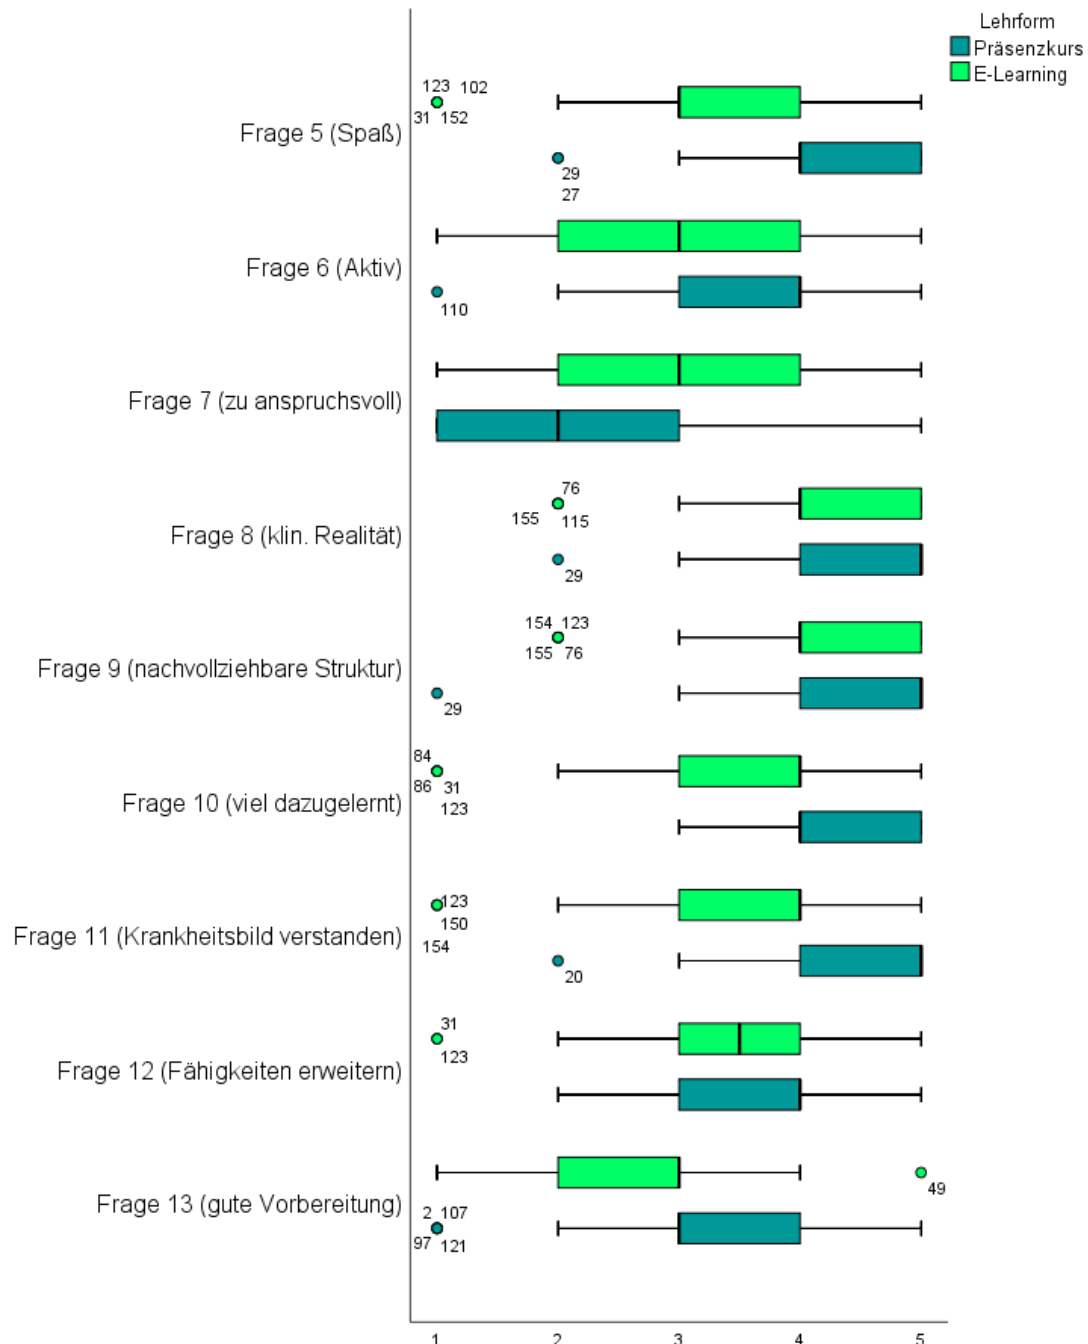 Lehrform
Präsenzkurs
E-Learning
123 102
31 152
Frage 5 (Spaß)
29
27
Frage 6 (Aktiv)
110
Frage 7 (zu anspruchsvoll)
76
155 115
Frage 8 (klin. Realität)
29
154 123
155 76
Frage 9 (nachvollziehbare Struktur)
29
84
86 31
123
Frage 10 (viel dazugelernt)
123
150
154
Frage 11 (Krankheitsbild verstanden)
20
31
123
Frage 12 (Fähigkeiten erweitern)
49
Frage 13 (gute Vorbereitung)
2 107
97 121
1 2 3 4 5